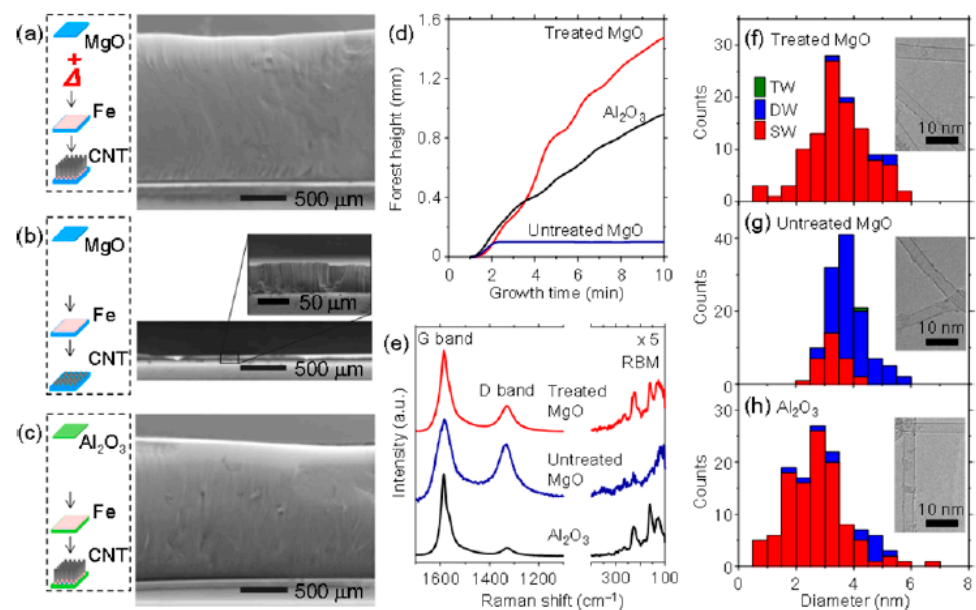 (a)
MgO
+
Δ
Fe
CNT
500 μm
(b)
MgO
Fe
CNT
50 μm
500 μm
(c)
Al₂O₃
Fe
CNT
500 μm
(d)
Forest height (mm)
1.6
1.2
0.8
0.4
0
0 2 4 6 8 10
Growth time (min)
Treated MgO
Al₂O₃
Untreated MgO
(e)
Intensity (a.u.)
G band
D band
x 5
RBM
Treated
MgO
Untreated
MgO
Al₂O₃
1600 1400 1200 300 200 100
Raman shift (cm⁻¹)
(f) Treated MgO
TW
DW
SW
10 nm
Counts
30
20
10
0
(g) Untreated MgO
10 nm
Counts
40
20
0
(h) Al₂O₃
10 nm
Counts
30
20
10
0
0 2 4 6 8
Diameter (nm)